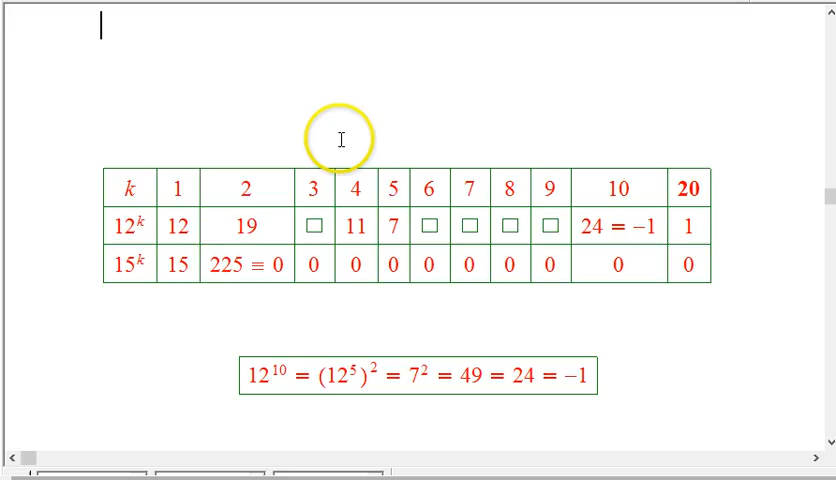 k 1 2 3 4 5 6 7 8 9 10 20
12^k 12 19 □ 11 7 □ □ □ □ 24 = −1 1
15^k 15 225 ≡ 0 0 0 0 0 0 0 0 0 0
12^10 = (12^5)^2 = 7^2 = 49 = 24 = −1